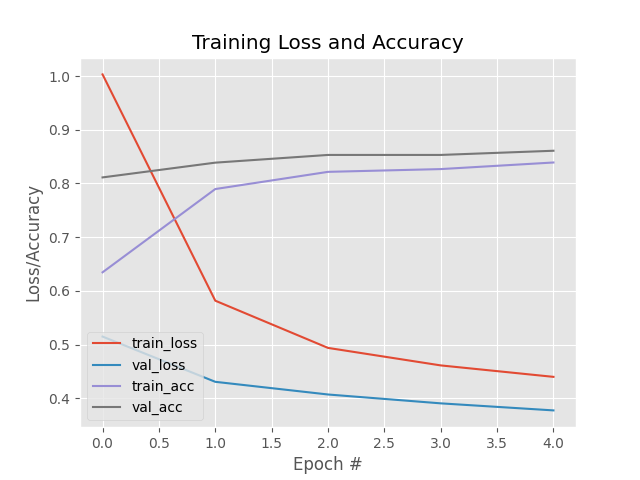 Training Loss and Accuracy
Loss/Accuracy
1.0
0.9
0.8
0.7
0.6
0.5
0.4
train_loss
val_loss
train_acc
val_acc
0.0 0.5 1.0 1.5 2.0 2.5 3.0 3.5 4.0
Epoch #